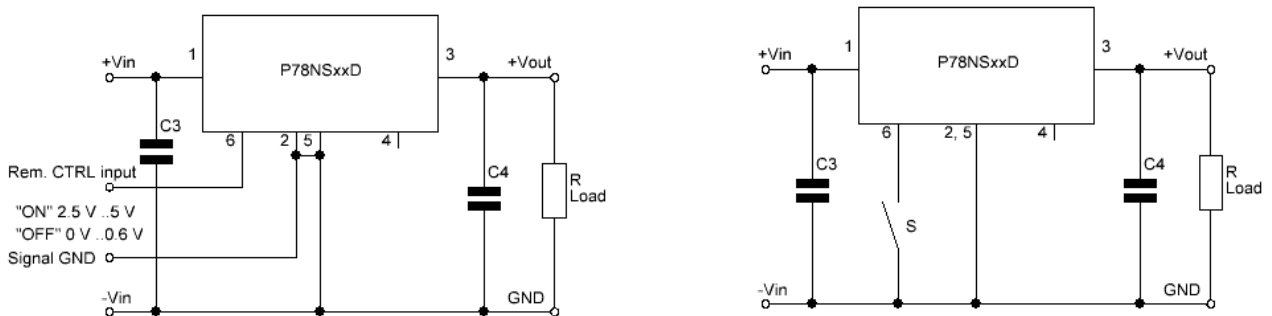 +Vin
1
P78NSxxD
3
+Vout
C3
6
2
5
4
Rem. CTRL input
C4
R
Load
"ON" 2.5 V ..5 V
"OFF" 0 V ..0.6 V
Signal GND
-Vin
GND
+Vin
1
P78NSxxD
3
+Vout
6
2, 5
4
C3
C4
R
Load
S
-Vin
GND